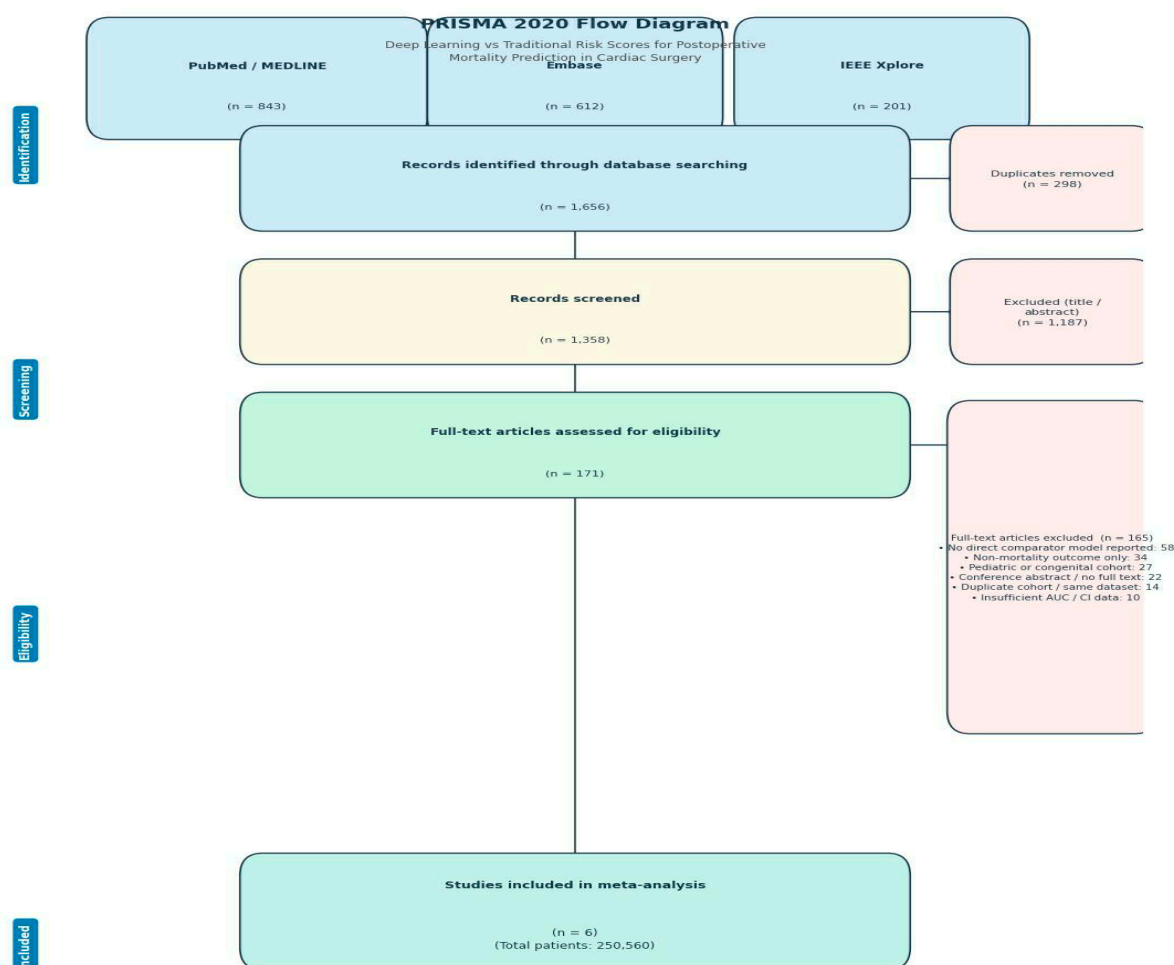 PRISMA 2020 Flow Diagram
Deep Learning vs Traditional Risk Scores for Postoperative
Mortality Prediction in Cardiac Surgery
PubMed / MEDLINE
(n = 843)
Embase
(n = 612)
IEEE Xplore
(n = 201)
Identification
Records identified through database searching
(n = 1,656)
Duplicates removed
(n = 298)
Screening
Records screened
(n = 1,358)
Excluded (title /
abstract)
(n = 1,187)
Full-text articles assessed for eligibility
(n = 171)
Eligibility
Full-text articles excluded (n = 165)
• No direct comparator model reported: 58
• Non-mortality outcome only: 34
• Pediatric or congenital cohort: 27
• Conference abstract / no full text: 22
• Duplicate cohort / same dataset: 14
• Insufficient AUC / CI data: 10
ncluded
Studies included in meta-analysis
(n = 6)
(Total patients: 250,560)